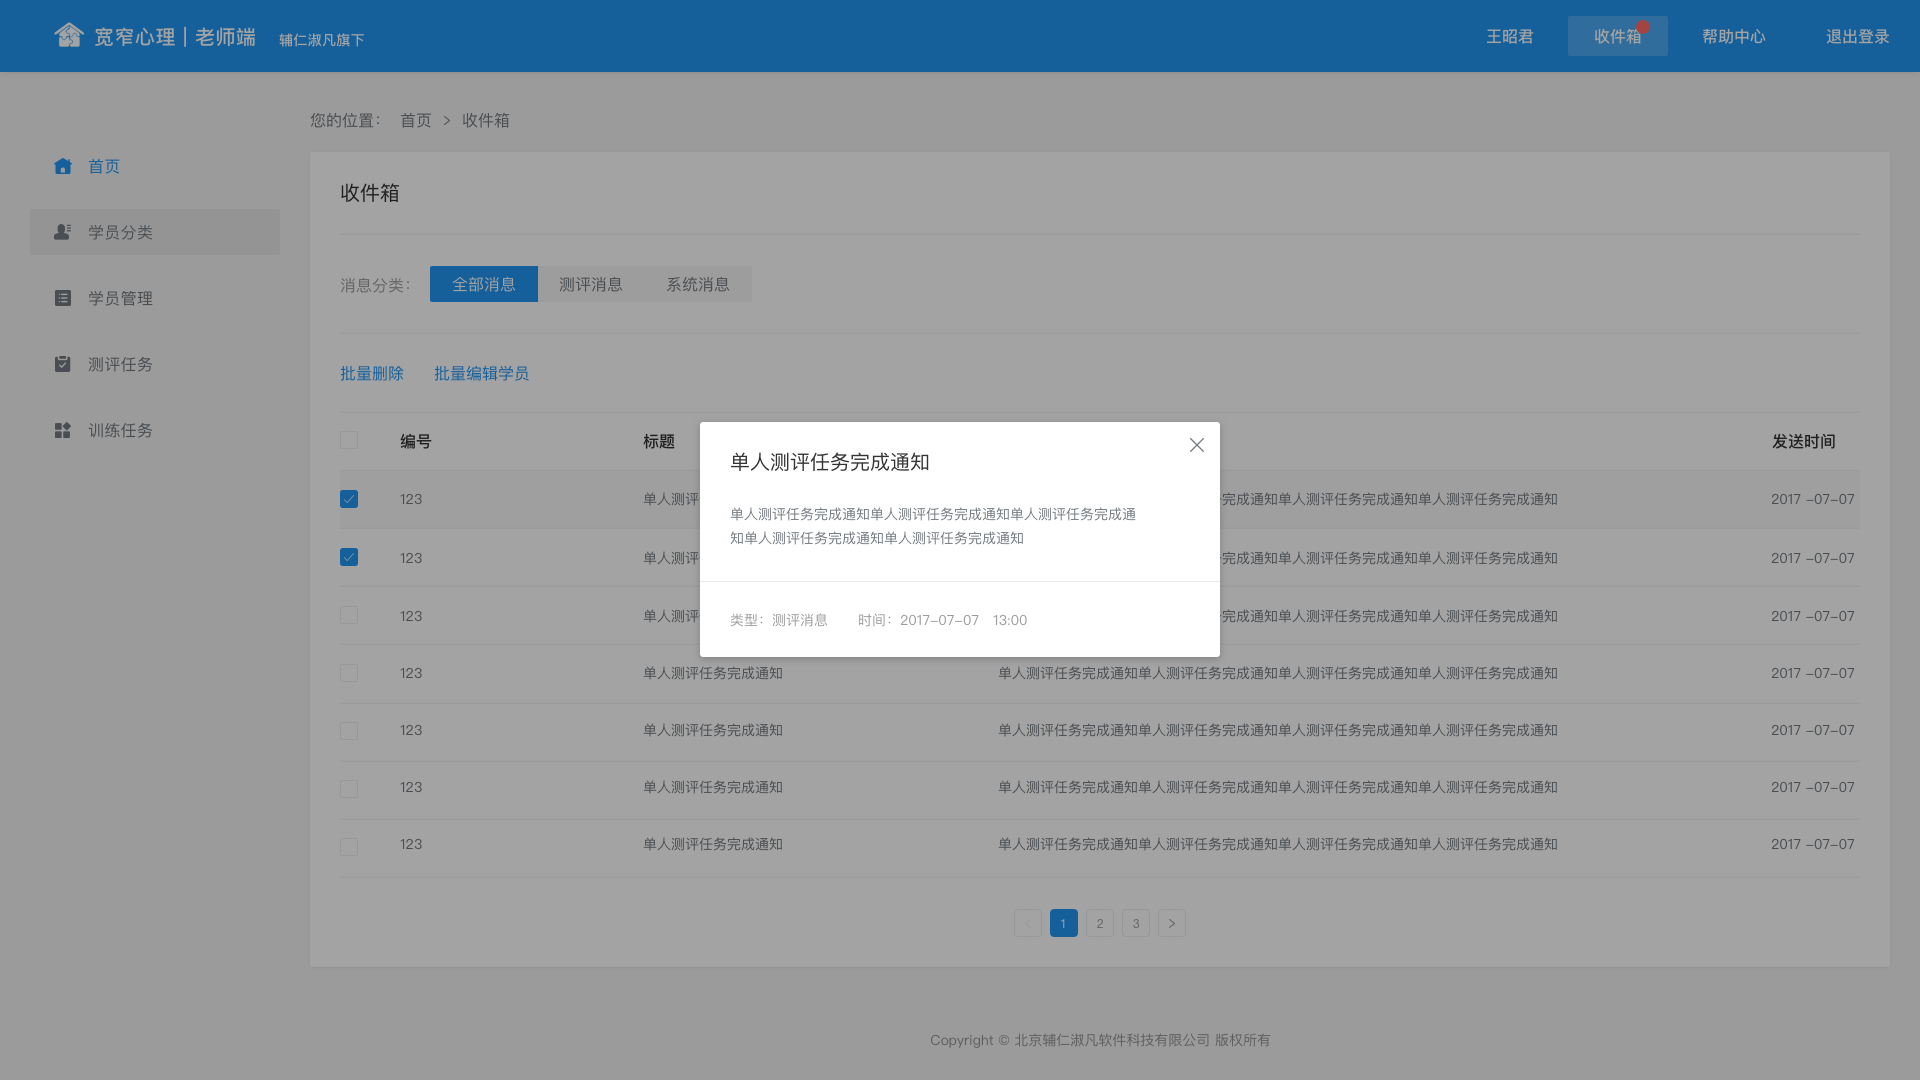 宽窄心理 | 老师端 辅仁淑凡旗下 王昭君 收件箱 帮助中心 退出登录
您的位置： 首页 > 收件箱
首页
学员分类
学员管理
测评任务
训练任务
收件箱
消息分类： 全部消息 测评消息 系统消息
批量删除 批量编辑学员
编号 标题 发送时间
123 单人测评 完成通知单人测评任务完成通知单人测评任务完成通知 2017 -07-07
123 单人测评 完成通知单人测评任务完成通知单人测评任务完成通知 2017 -07-07
123 单人测评 完成通知单人测评任务完成通知单人测评任务完成通知 2017 -07-07
123 单人测评任务完成通知 单人测评任务完成通知单人测评任务完成通知单人测评任务完成通知单人测评任务完成通知 2017 -07-07
123 单人测评任务完成通知 单人测评任务完成通知单人测评任务完成通知单人测评任务完成通知单人测评任务完成通知 2017 -07-07
123 单人测评任务完成通知 单人测评任务完成通知单人测评任务完成通知单人测评任务完成通知单人测评任务完成通知 2017 -07-07
123 单人测评任务完成通知 单人测评任务完成通知单人测评任务完成通知单人测评任务完成通知单人测评任务完成通知 2017 -07-07
单人测评任务完成通知
单人测评任务完成通知单人测评任务完成通知单人测评任务完成通
知单人测评任务完成通知单人测评任务完成通知
类型：测评消息 时间：2017-07-07 13:00
< 1 2 3 >
Copyright © 北京辅仁淑凡软件科技有限公司 版权所有